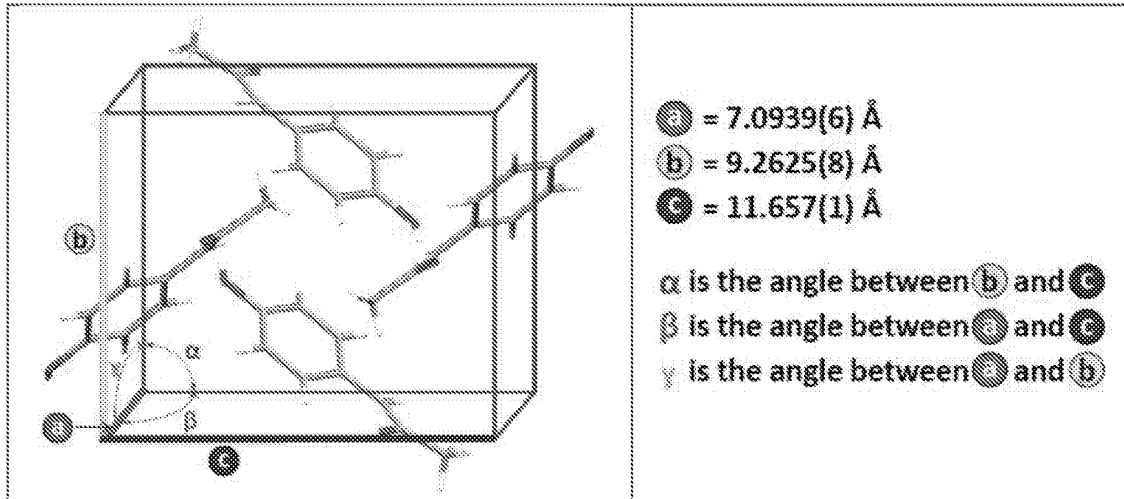 b
a
c
α
β
γ
a = 7.0939(6) Å
b = 9.2625(8) Å
c = 11.657(1) Å
α is the angle between b and c
β is the angle between a and c
γ is the angle between a and b